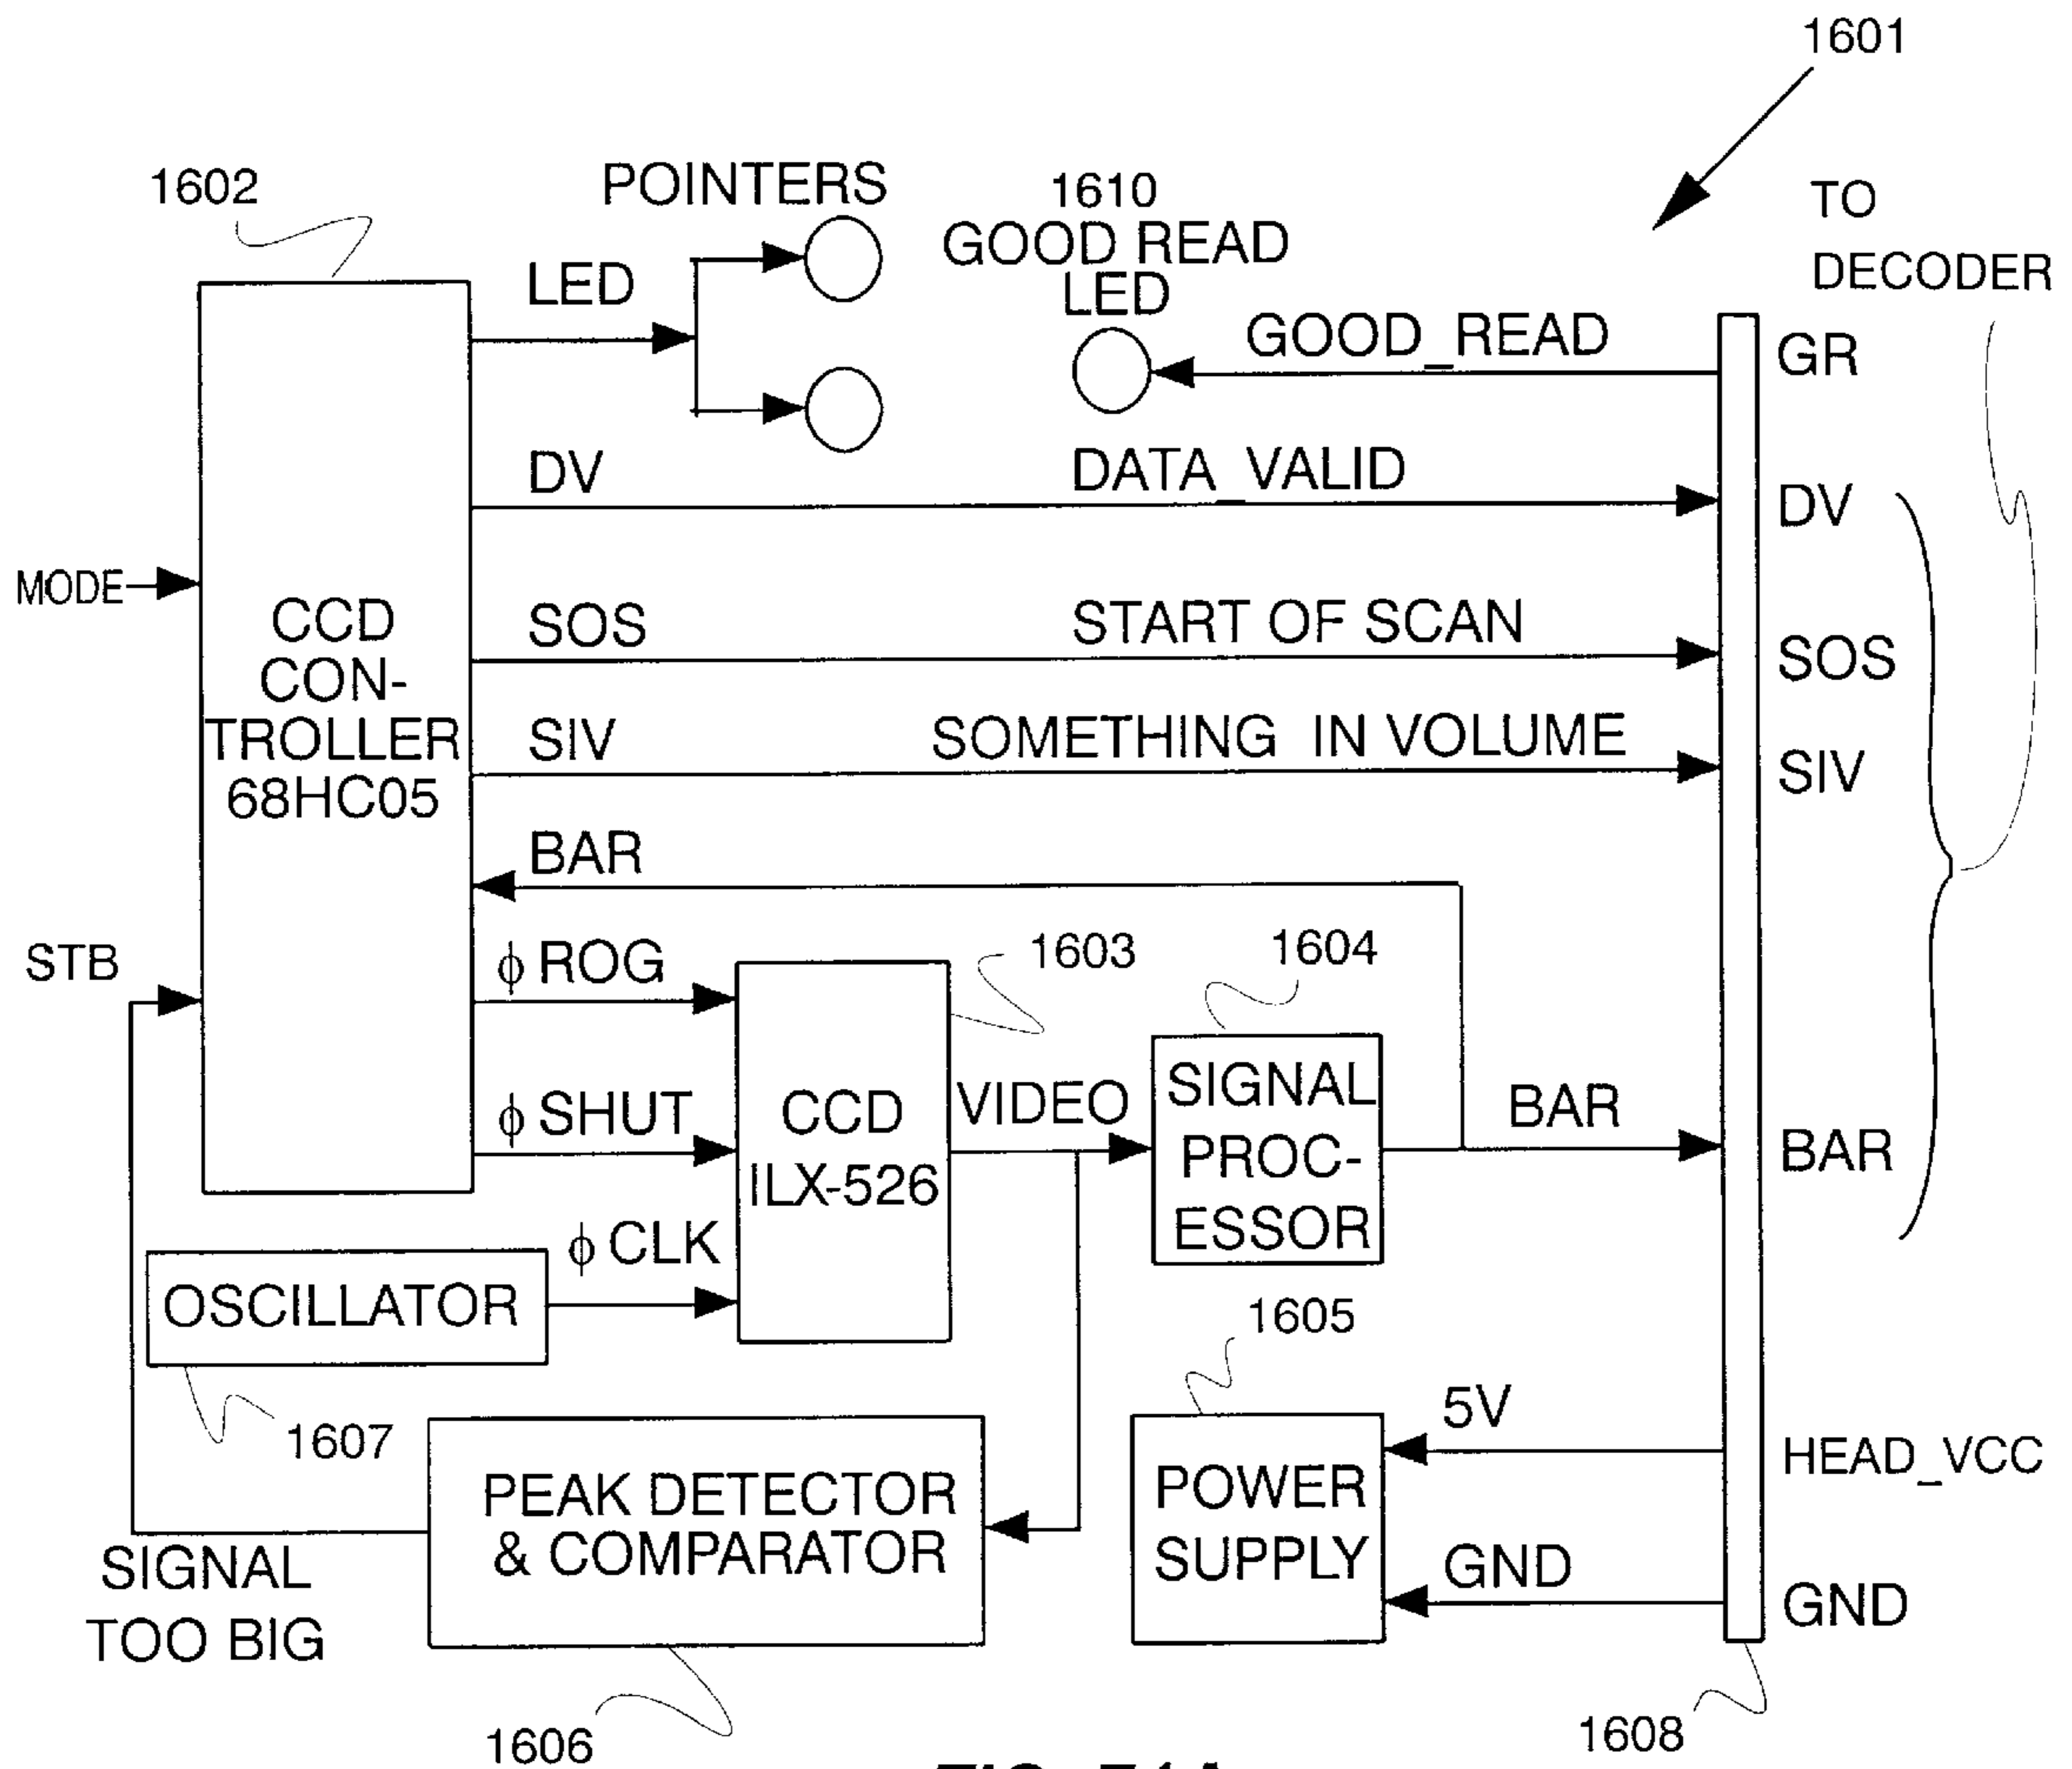 1601
1602
POINTERS
1610
GOOD READ
LED
TO
DECODER
LED
GOOD_READ
GR
DV
DATA_VALID
DV
MODE
CCD
CON-
TROLLER
68HC05
SOS
START OF SCAN
SOS
SIV
SOMETHING IN VOLUME
SIV
BAR
STB
ϕ ROG
1603
1604
ϕ SHUT
CCD
ILX-526
VIDEO
SIGNAL
PROC-
ESSOR
BAR
BAR
ϕ CLK
OSCILLATOR
1605
1607
5V
HEAD_VCC
PEAK DETECTOR
& COMPARATOR
POWER
SUPPLY
SIGNAL
TOO BIG
GND
GND
1606
1608